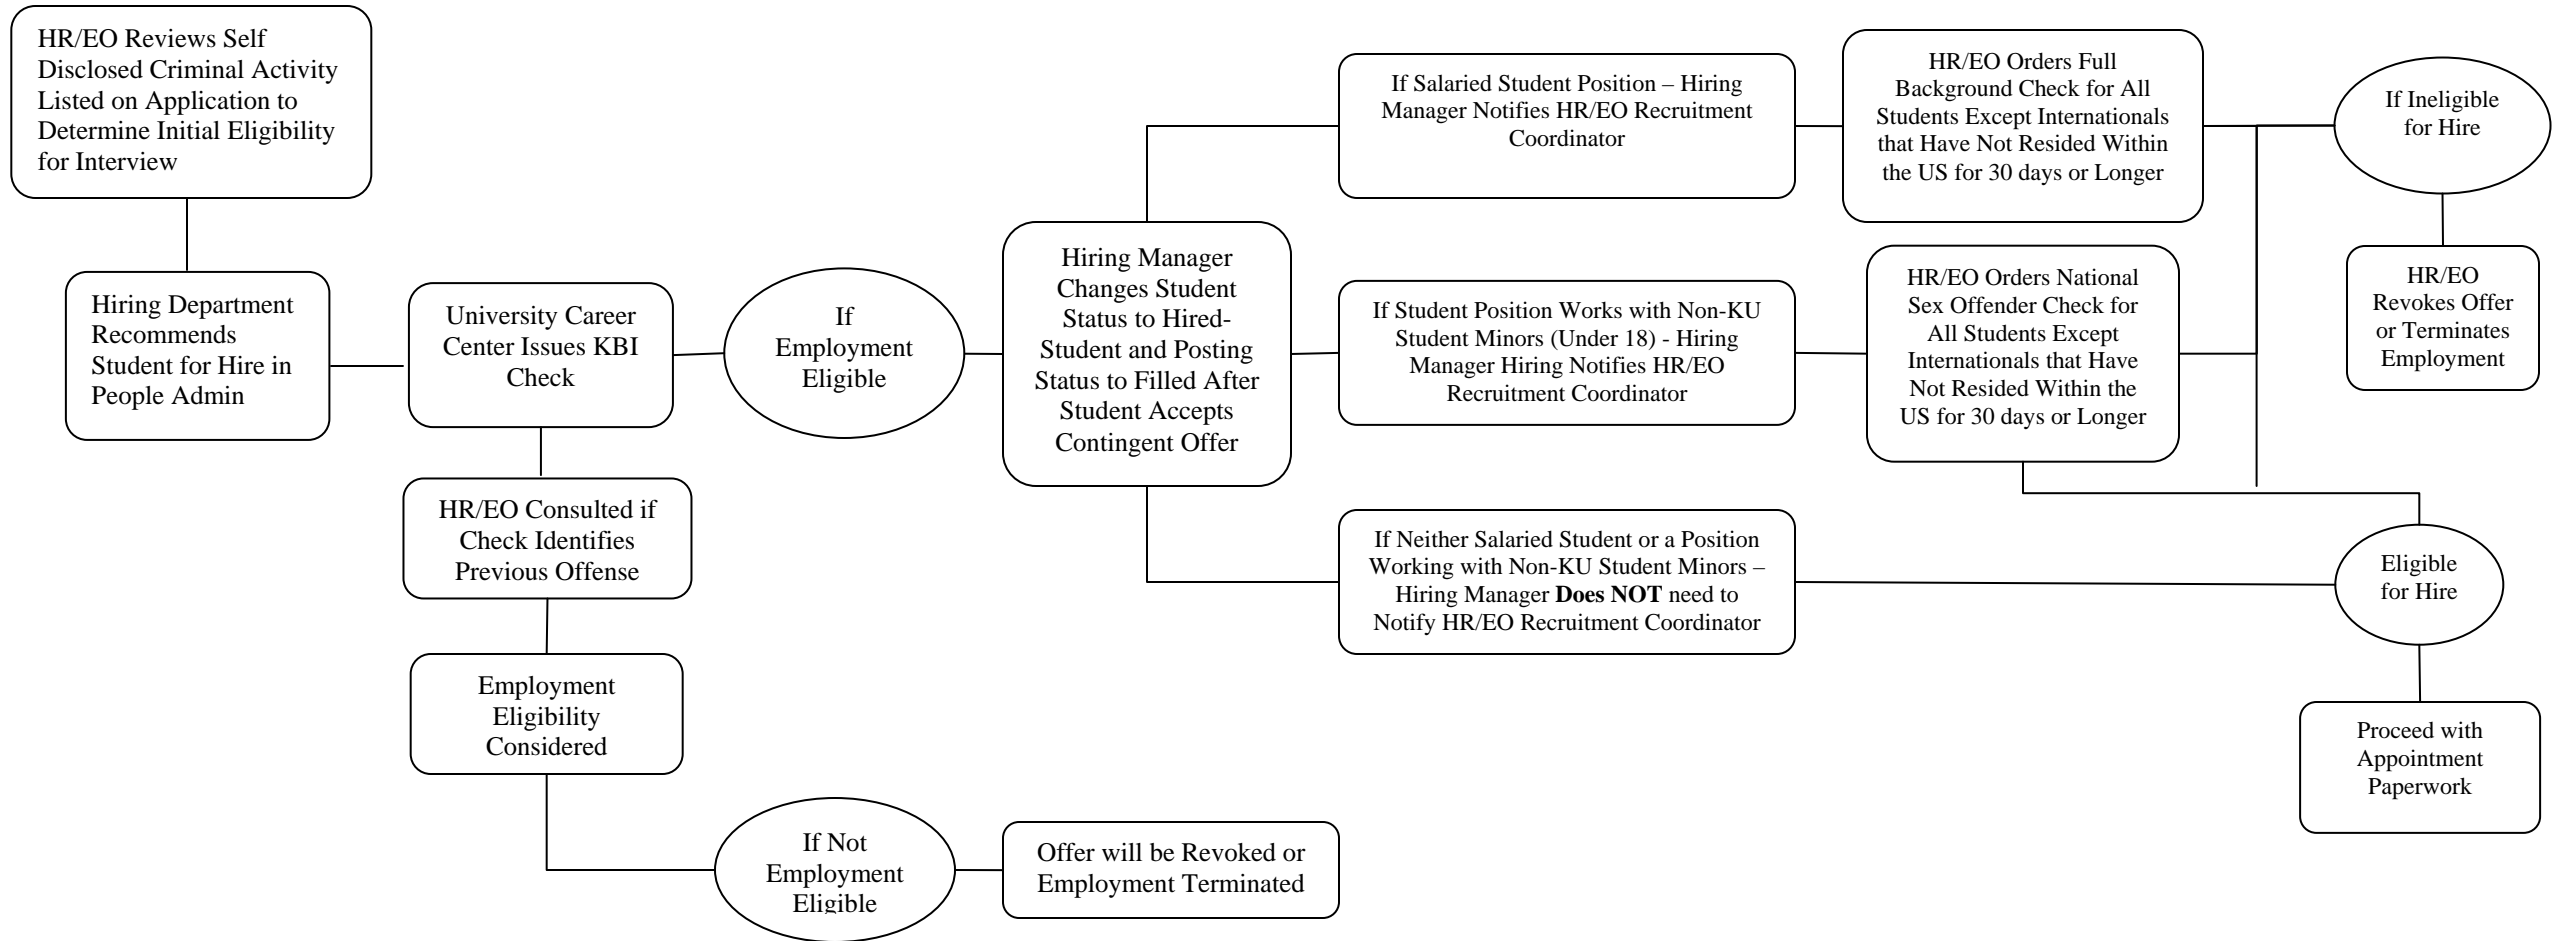 HR/EO Reviews Self
Disclosed Criminal Activity
Listed on Application to
Determine Initial Eligibility
for Interview
Hiring Department
Recommends
Student for Hire in
People Admin
University Career
Center Issues KBI
Check
HR/EO Consulted if
Check Identifies
Previous Offense
Employment
Eligibility
Considered
If Not
Employment
Eligible
Offer will be Revoked or
Employment Terminated
If
Employment
Eligible
Hiring Manager
Changes Student
Status to Hired-
Student and Posting
Status to Filled After
Student Accepts
Contingent Offer
If Salaried Student Position – Hiring
Manager Notifies HR/EO Recruitment
Coordinator
HR/EO Orders Full
Background Check for All
Students Except Internationals
that Have Not Resided Within
the US for 30 days or Longer
If Ineligible
for Hire
HR/EO
Revokes Offer
or Terminates
Employment
If Student Position Works with Non-KU
Student Minors (Under 18) - Hiring
Manager Hiring Notifies HR/EO
Recruitment Coordinator
HR/EO Orders National
Sex Offender Check for
All Students Except
Internationals that Have
Not Resided Within the
US for 30 days or Longer
If Neither Salaried Student or a Position
Working with Non-KU Student Minors –
Hiring Manager Does NOT need to
Notify HR/EO Recruitment Coordinator
Eligible
for Hire
Proceed with
Appointment
Paperwork